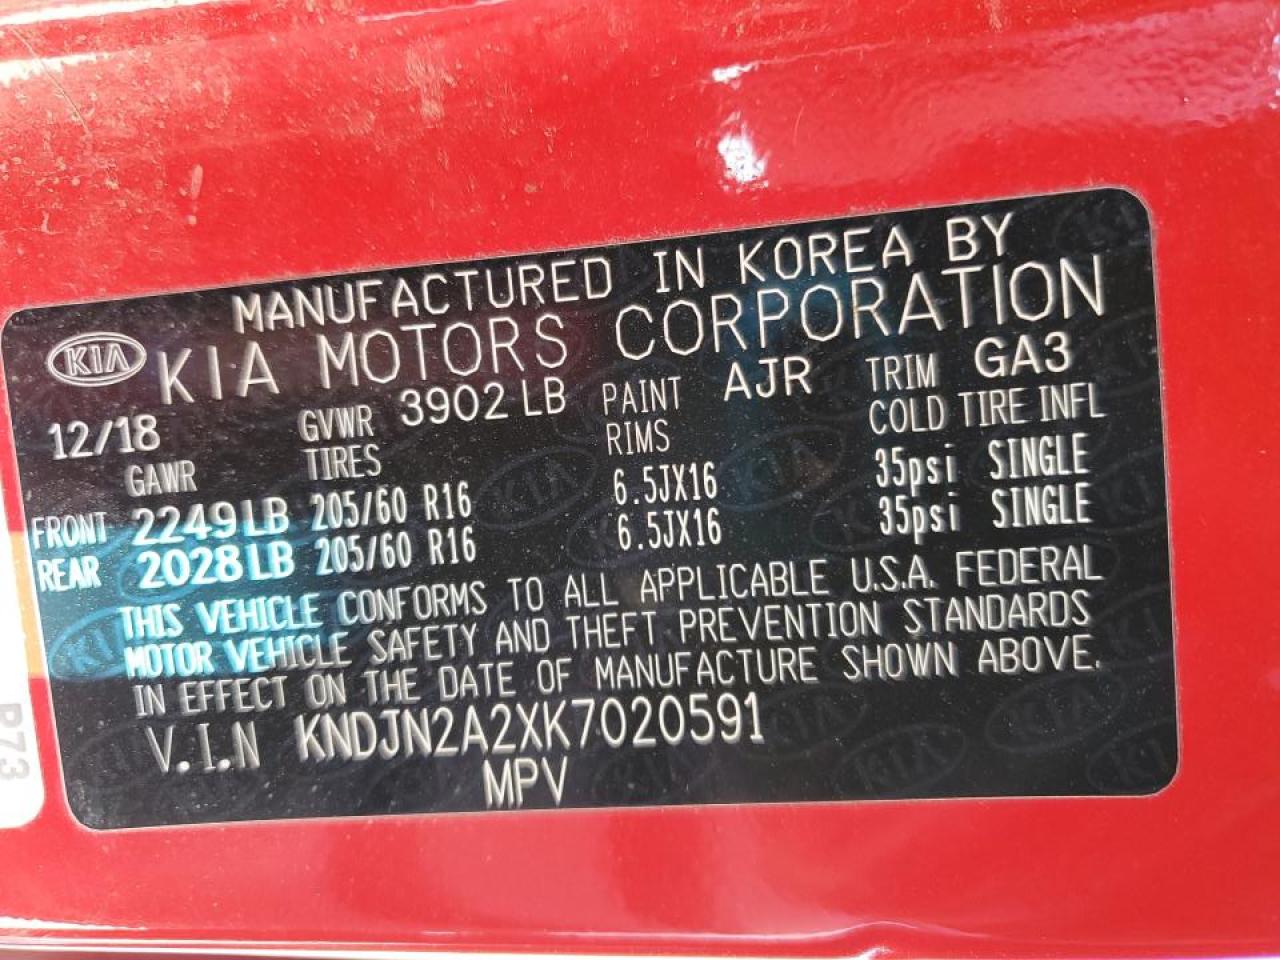 MANUFACTURED IN KOREA BY
KIA KIA MOTORS CORPORATION
12/18 GVWR 3902 LB PAINT AJR TRIM GA3
GAWR TIRES RIMS COLD TIRE INFL
FRONT 2249 LB 205/60 R16 6.5JX16 35psi SINGLE
REAR 2028 LB 205/60 R16 6.5JX16 35psi SINGLE
THIS VEHICLE CONFORMS TO ALL APPLICABLE U.S.A. FEDERAL
MOTOR VEHICLE SAFETY AND THEFT PREVENTION STANDARDS
IN EFFECT ON THE DATE OF MANUFACTURE SHOWN ABOVE.
V.I.N KNDJN2A2XK7020591
MPV
P73